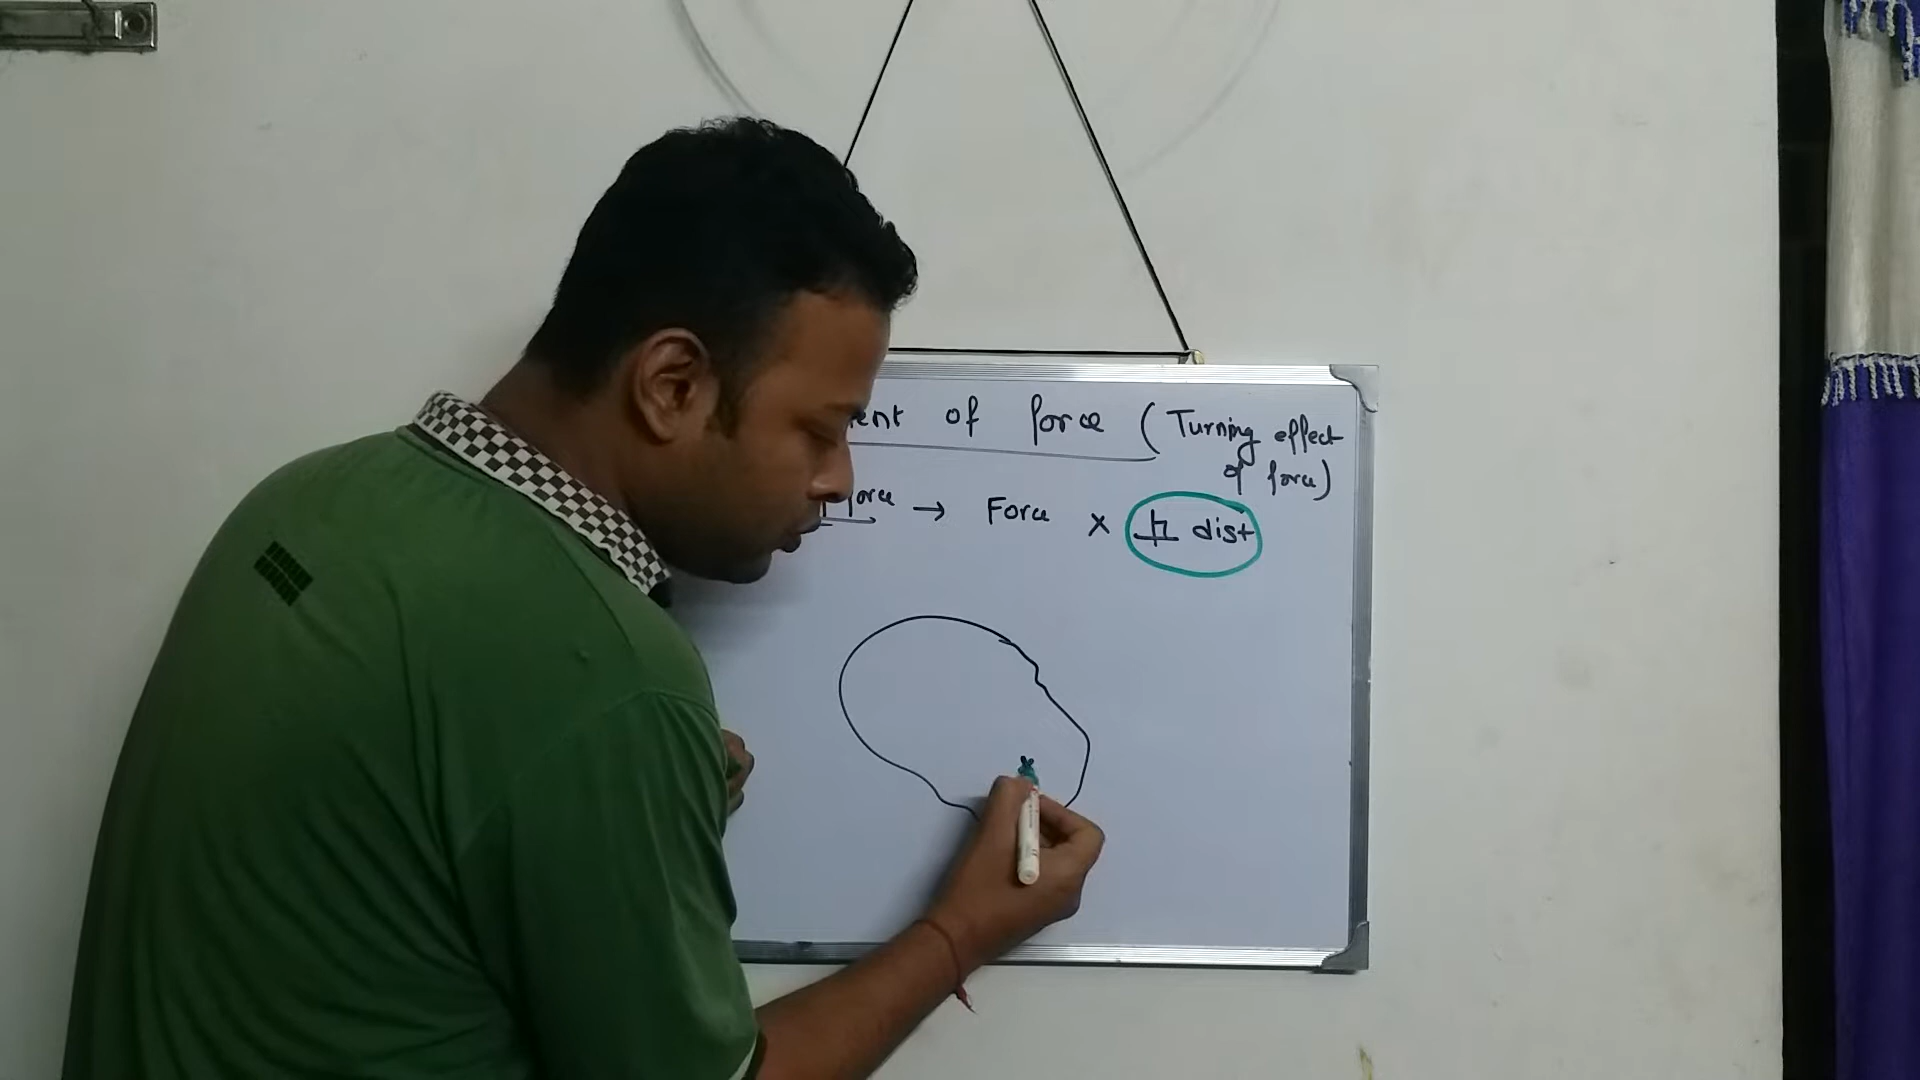 ent of force (Turning effect
of force)
force → Force × ⊥ dist